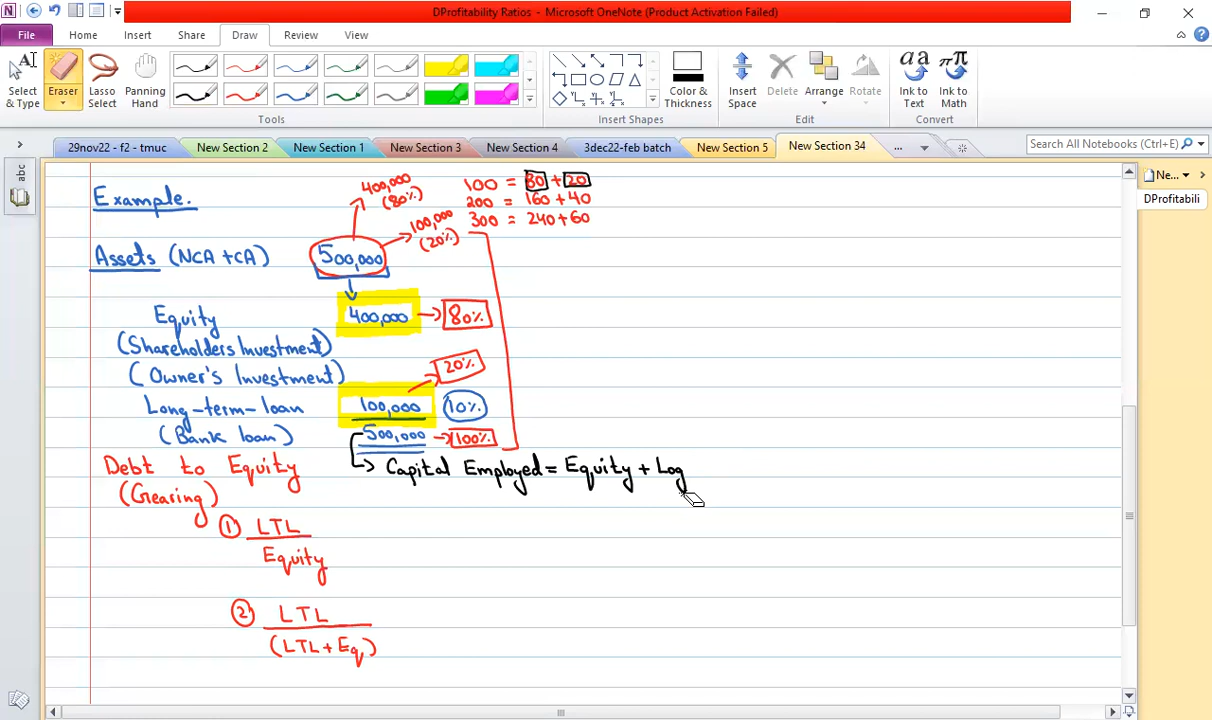 DProfitability Ratios - Microsoft OneNote (Product Activation Failed)
File Home Insert Share Draw Review View
Select & Type
Eraser
Lasso Select
Panning Hand
Color & Thickness
Insert Space
Delete
Arrange
Rotate
Ink to Text
Ink to Math
Tools
Insert Shapes
Edit
Convert
29nov22 - f2 - tmuc New Section 2 New Section 1 New Section 3 New Section 4 3dec22-feb batch New Section 5 New Section 34 ... Search All Notebooks (Ctrl+E)
abc
Ne...
DProfitabili
Example.
400,000
(80%)
100,000
(20%)
100 = 80 + 20
200 = 160 + 40
300 = 240 + 60
Assets (NCA + CA) 500,000
Equity 400,000 → 80%
(Shareholders Investment)
(Owner's Investment) 20%
Long-term-loan 100,000 10%
(Bank loan) 500,000 → 100%
Debt to Equity
Capital Employed = Equity + Log
(Gearing)
① LTL
Equity
② LTL
(LTL + Eq)